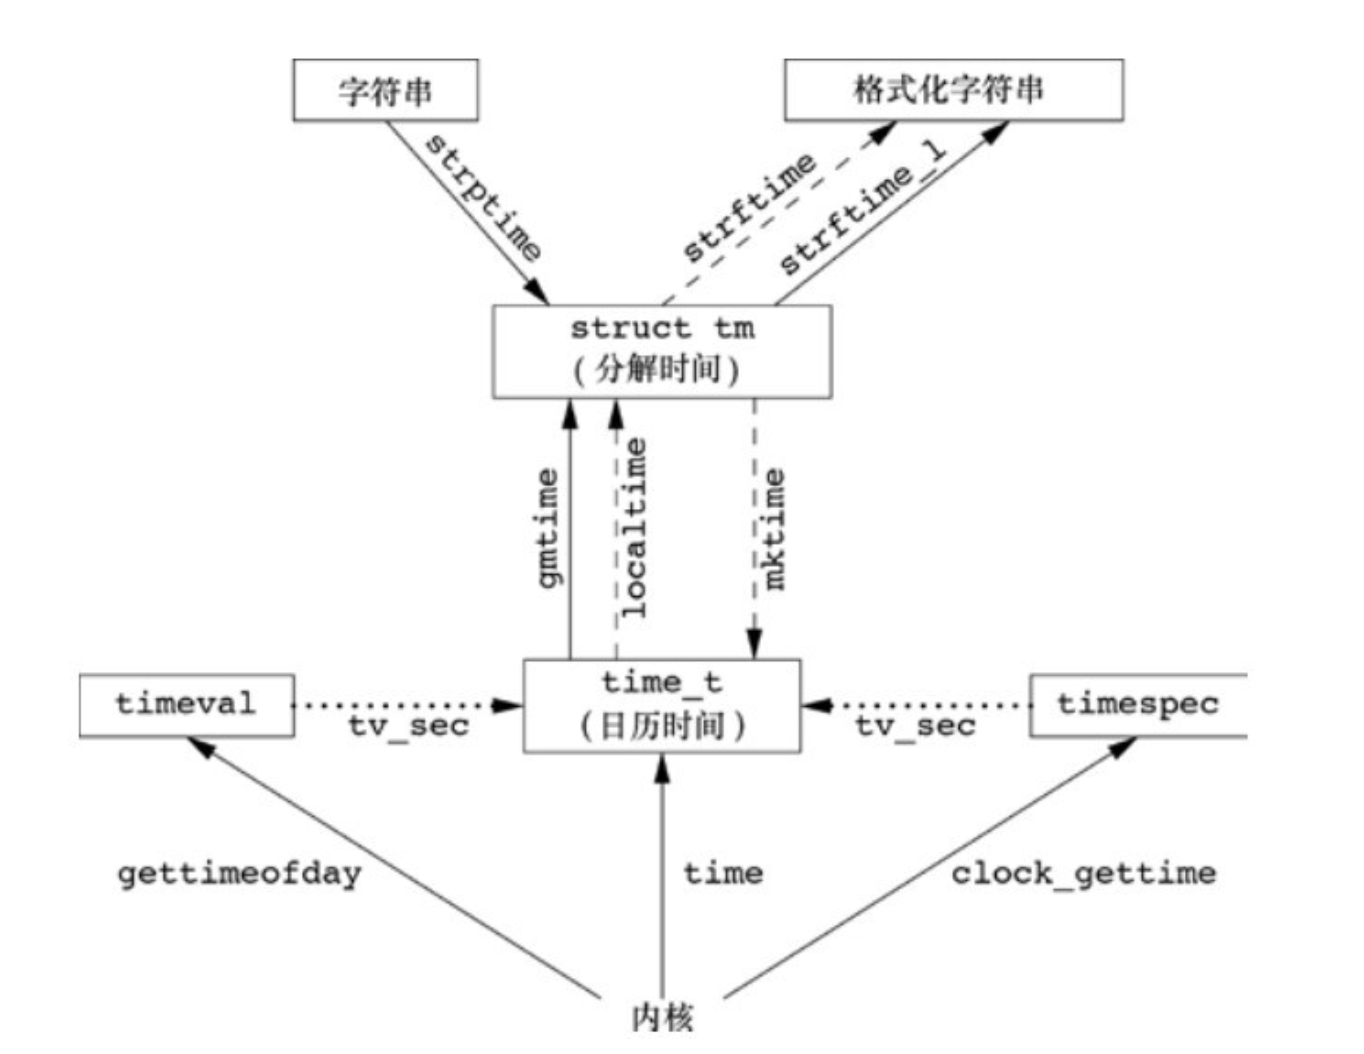 字符串
格式化字符串
strptime
strftime
strftime_l
struct tm
(分解时间)
gmtime
localtime
mktime
timeval
tv_sec
time_t
(日历时间)
tv_sec
timespec
gettimeofday
time
clock_gettime
内核